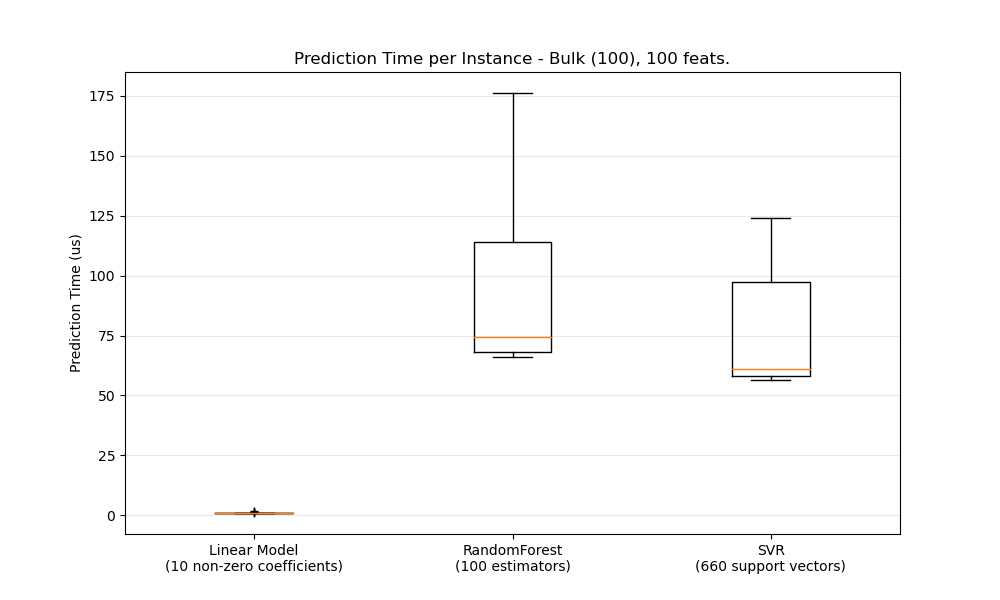 Prediction Time per Instance - Bulk (100), 100 feats.
Prediction Time (us)
175
150
125
100
75
50
25
0
Linear Model
(10 non-zero coefficients)
RandomForest
(100 estimators)
SVR
(660 support vectors)